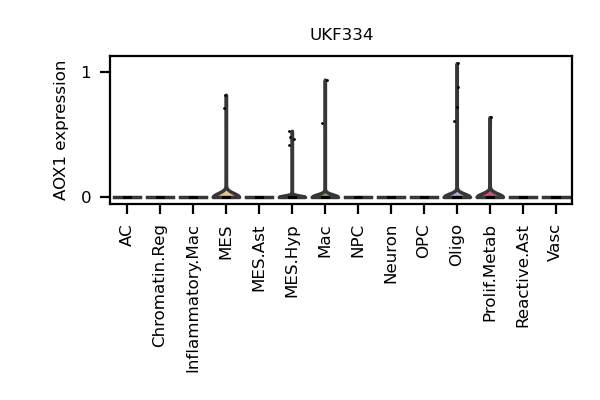 UKF334
AOX1 expression
1
0
AC
Chromatin.Reg
Inflammatory.Mac
MES
MES.Ast
MES.Hyp
Mac
NPC
Neuron
OPC
Oligo
Prolif.Metab
Reactive.Ast
Vasc